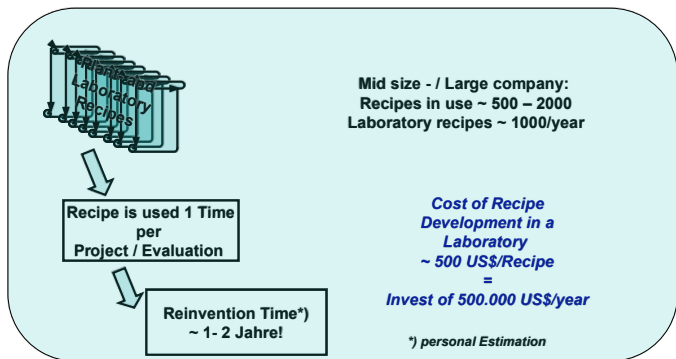 Plant and
Laboratory
Recipes
Mid size - / Large company:
Recipes in use ~ 500 – 2000
Laboratory recipes ~ 1000/year
Recipe is used 1 Time
per
Project / Evaluation
Reinvention Time*)
~ 1- 2 Jahre!
Cost of Recipe
Development in a
Laboratory
~ 500 US$/Recipe
=
Invest of 500.000 US$/year
*) personal Estimation